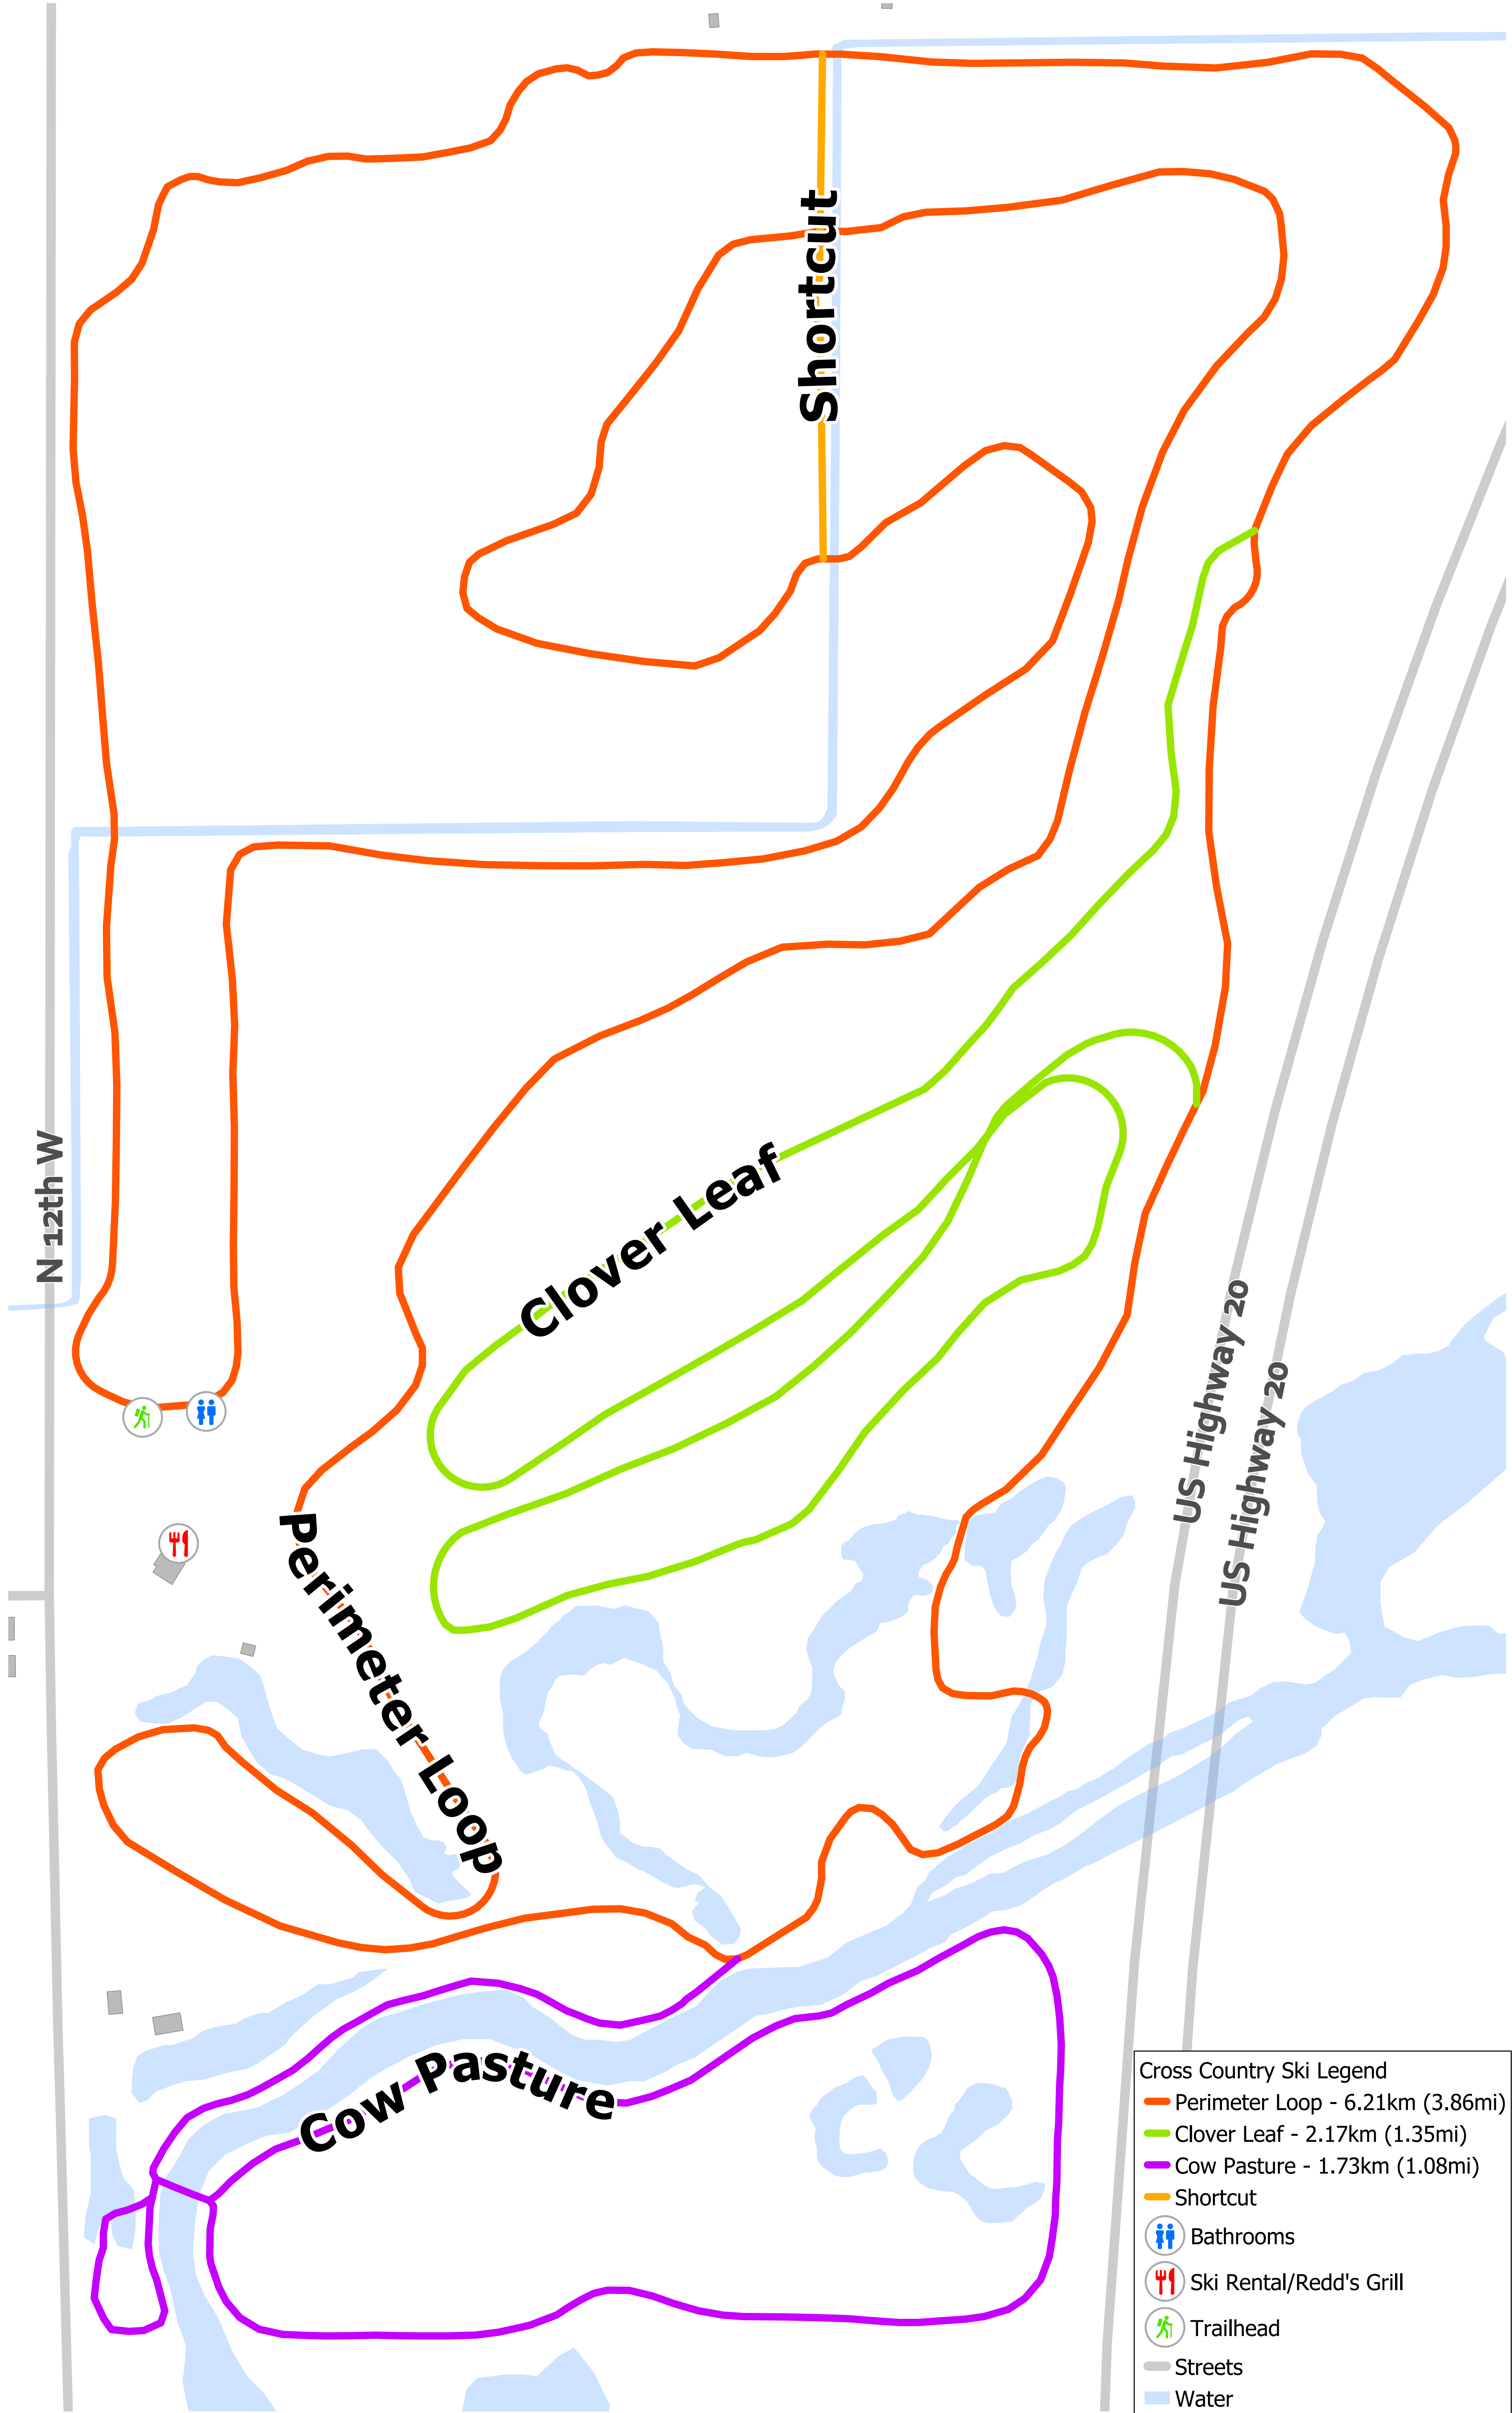 Shortcut
N 12th W
Clover Leaf
US Highway 20
US Highway 20
Perimeter Loop
Cow Pasture
Cross Country Ski Legend
Perimeter Loop - 6.21km (3.86mi)
Clover Leaf - 2.17km (1.35mi)
Cow Pasture - 1.73km (1.08mi)
Shortcut
Bathrooms
Ski Rental/Redd's Grill
Trailhead
Streets
Water